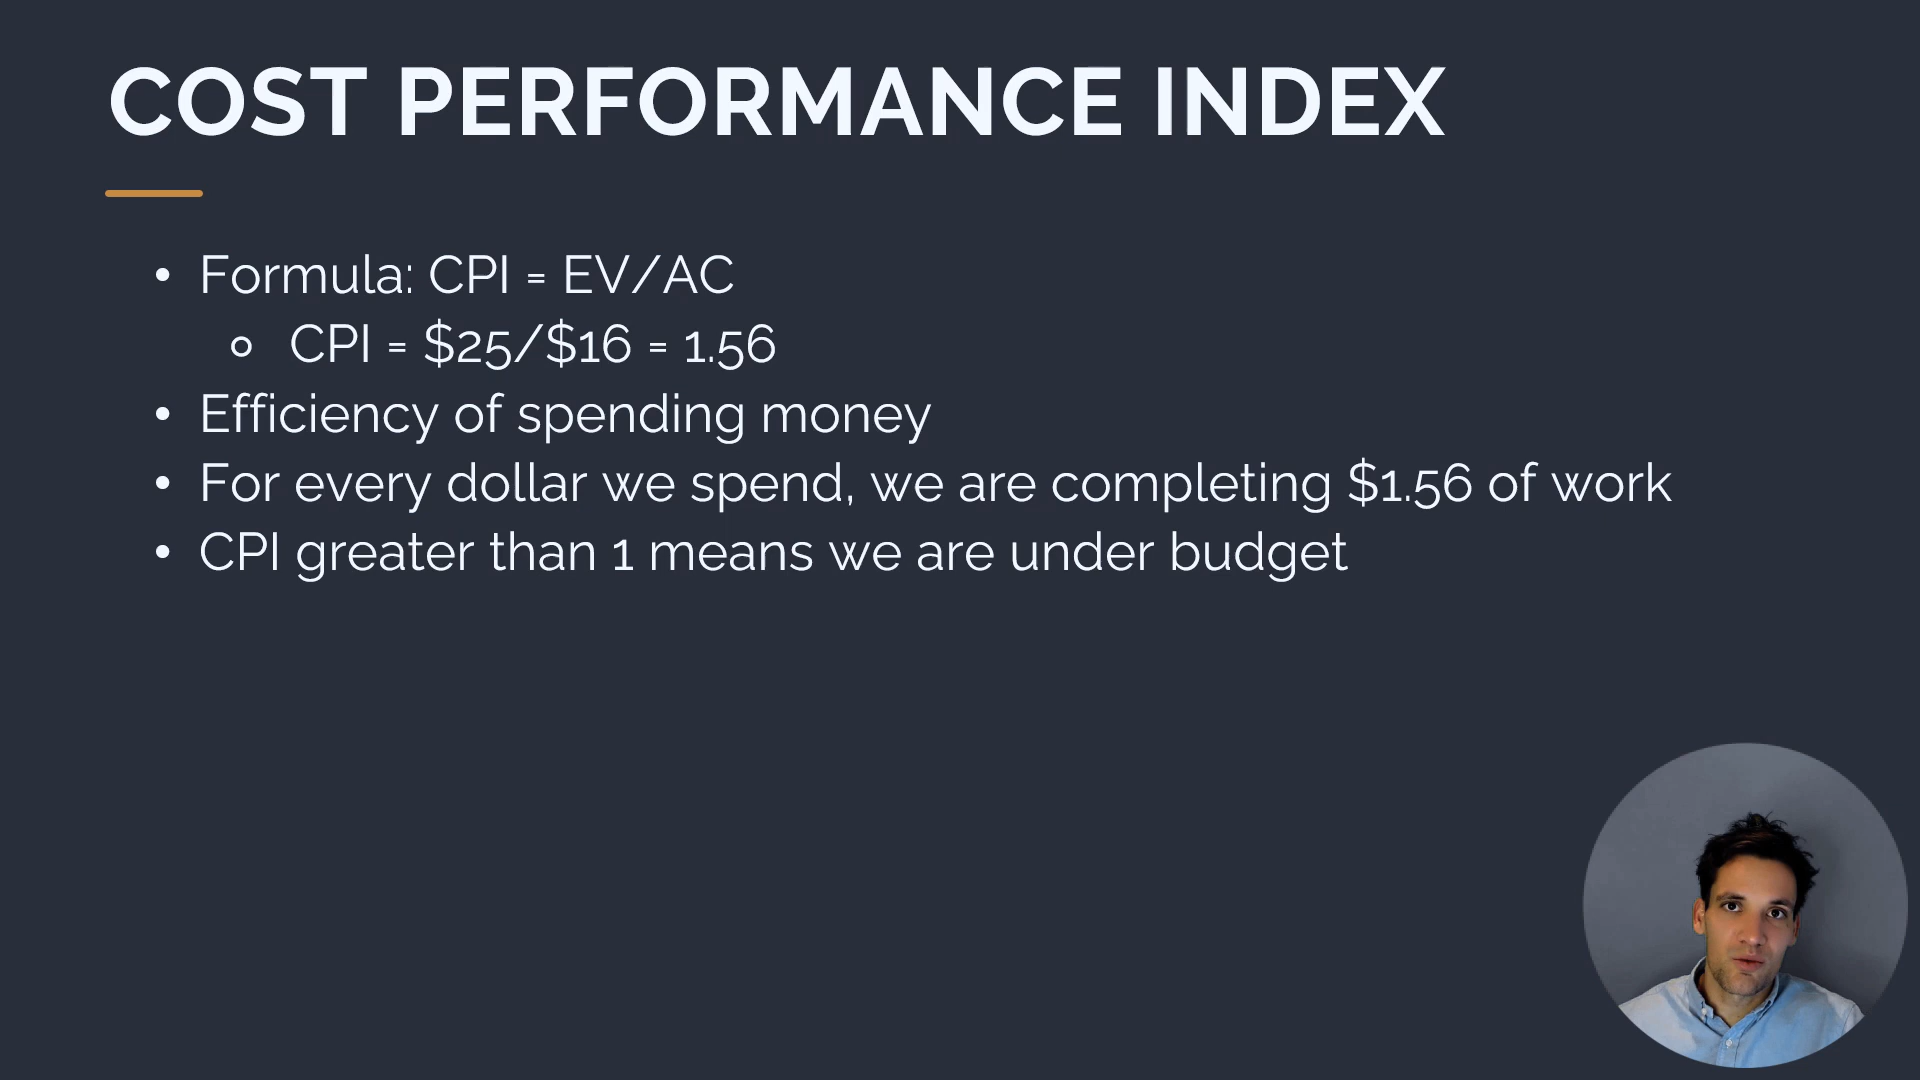 COST PERFORMANCE INDEX
• Formula: CPI = EV/AC
○ CPI = $25/$16 = 1.56
• Efficiency of spending money
• For every dollar we spend, we are completing $1.56 of work
• CPI greater than 1 means we are under budget